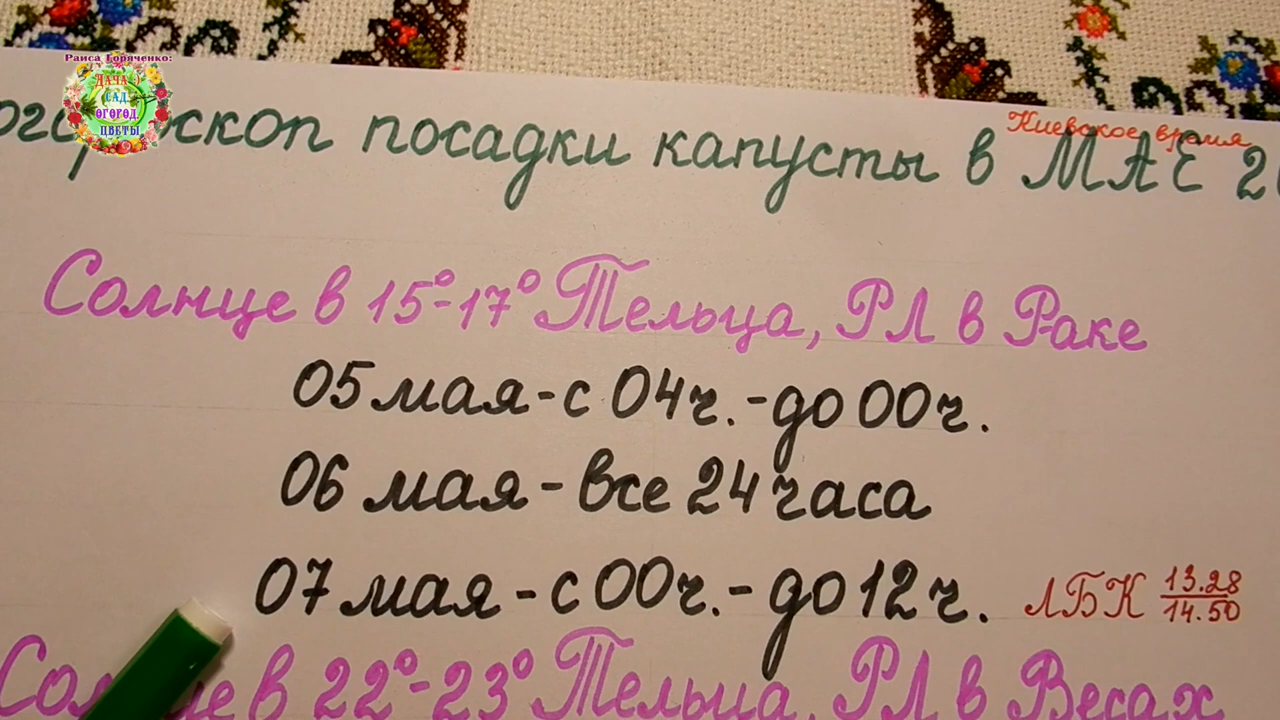 Раиса Горяченко:
ДАЧА
САД,
ОГОРОД,
ЦВЕТЫ
Киевское время
посадки капусты в МАЕ 2
Солнце в 15°-17° Тельца, РЛ в Раке
05 мая - с 04ч. - до 00ч.
06 мая - все 24 часа
07 мая - с 00ч. - до 12ч. ЛБК 13.28
14.50
Солнце в 22°-23° Тельца, РЛ в Весах